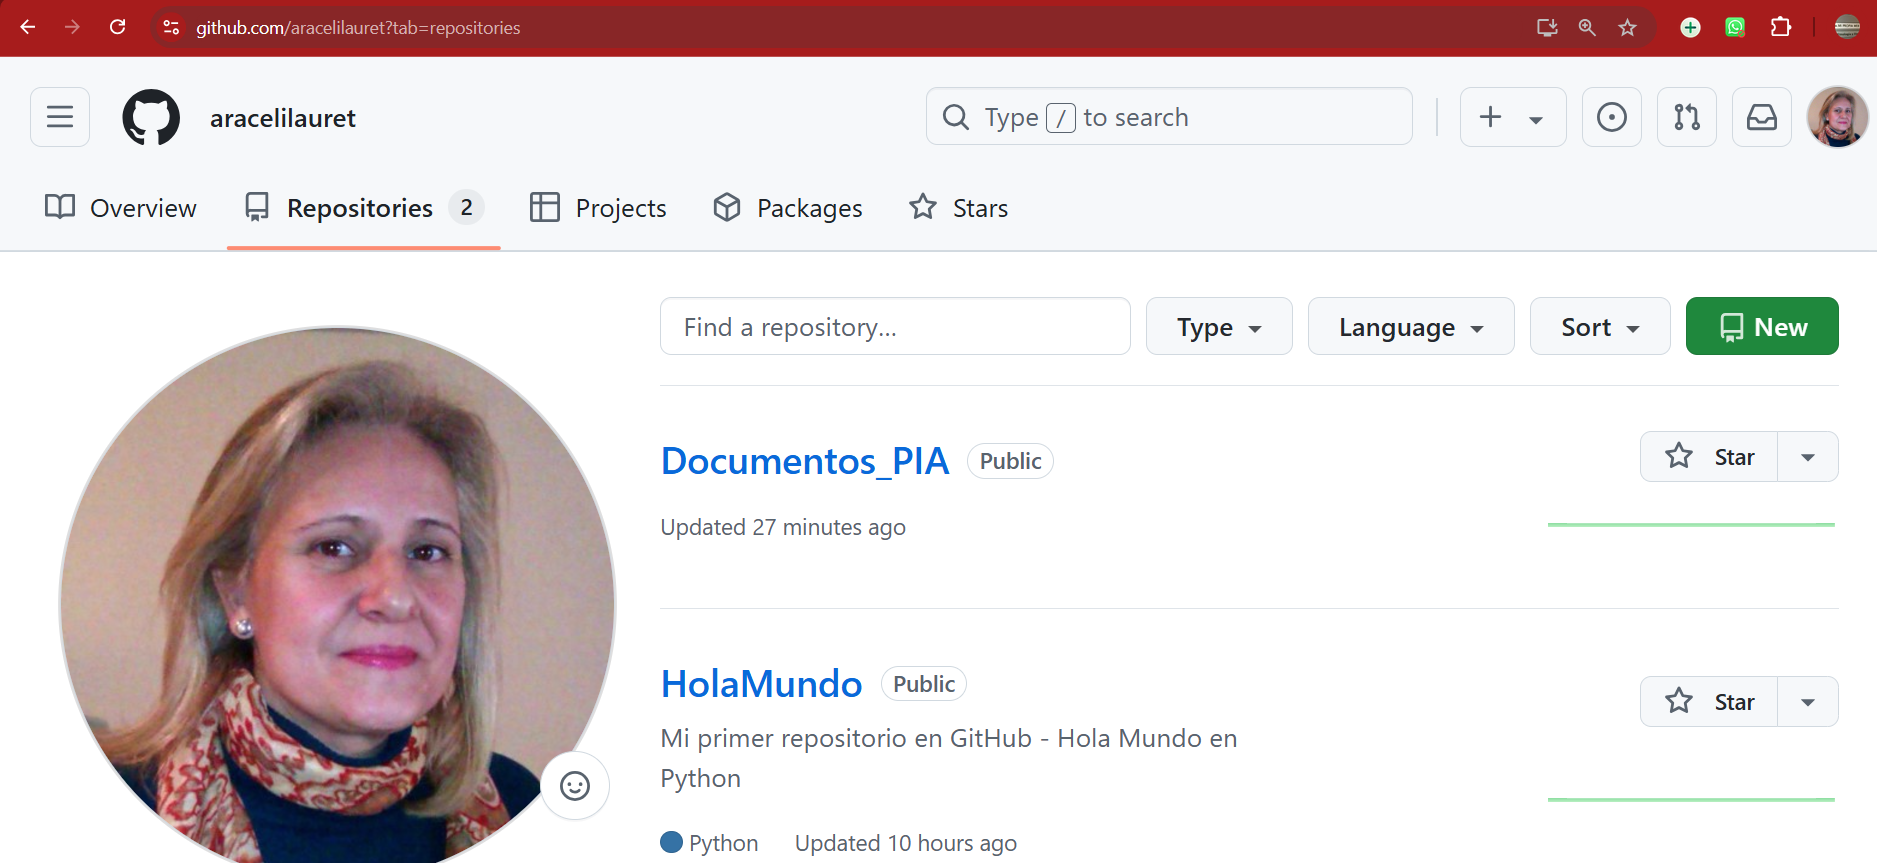 github.com/aracelilauret?tab=repositories
aracelilauret
Type / to search
Overview
Repositories 2
Projects
Packages
Stars
Find a repository...
Type
Language
Sort
New
Documentos_PIA Public
Star
Updated 27 minutes ago
HolaMundo Public
Star
Mi primer repositorio en GitHub - Hola Mundo en
Python
Python Updated 10 hours ago